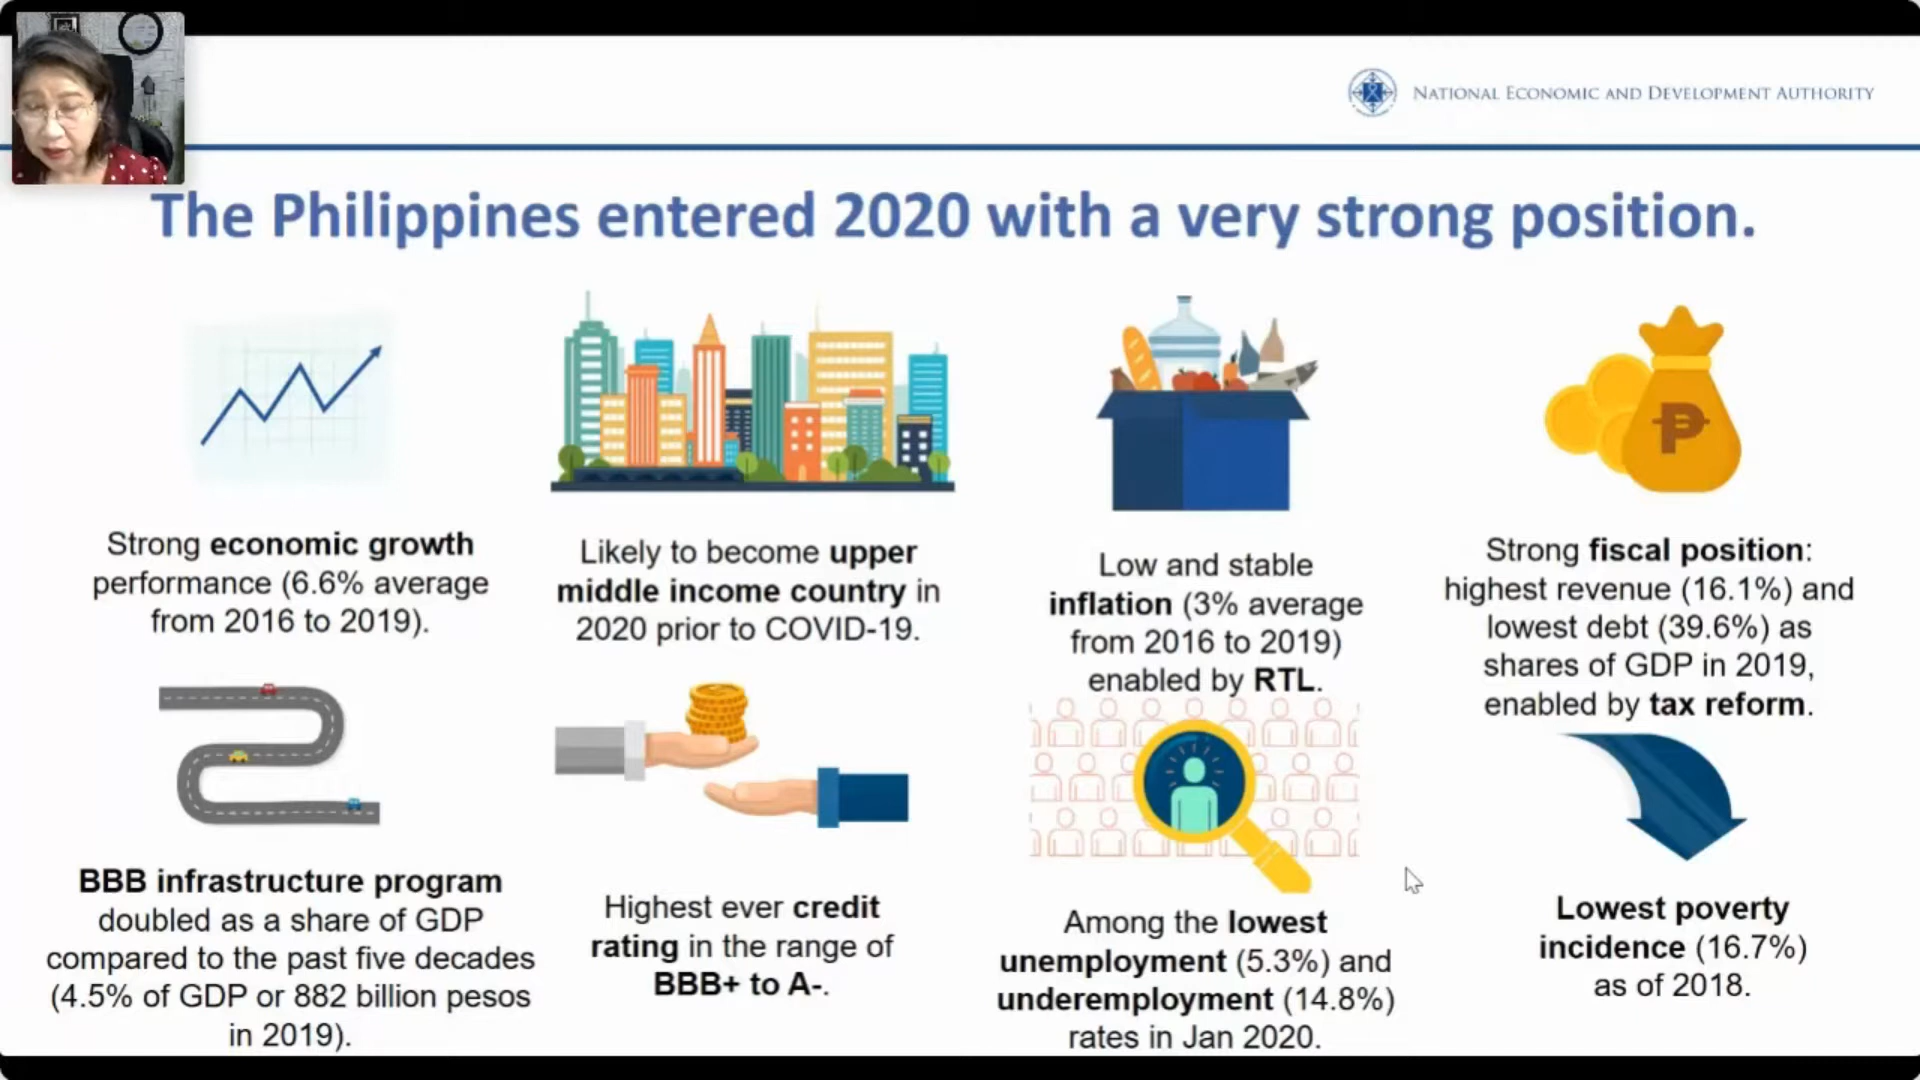 NATIONAL ECONOMIC AND DEVELOPMENT AUTHORITY
The Philippines entered 2020 with a very strong position.
Strong economic growth
performance (6.6% average
from 2016 to 2019).
Likely to become upper
middle income country in
2020 prior to COVID-19.
Low and stable
inflation (3% average
from 2016 to 2019)
enabled by RTL.
₱
Strong fiscal position:
highest revenue (16.1%) and
lowest debt (39.6%) as
shares of GDP in 2019,
enabled by tax reform.
BBB infrastructure program
doubled as a share of GDP
compared to the past five decades
(4.5% of GDP or 882 billion pesos
in 2019).
Highest ever credit
rating in the range of
BBB+ to A-.
Among the lowest
unemployment (5.3%) and
underemployment (14.8%)
rates in Jan 2020.
Lowest poverty
incidence (16.7%)
as of 2018.